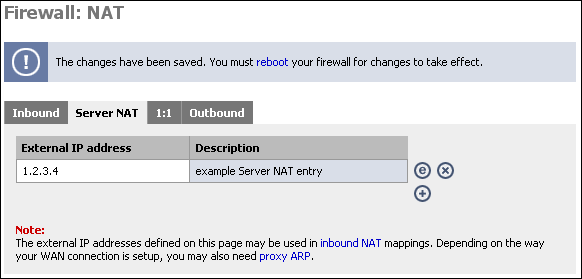 Firewall: NAT
The changes have been saved. You must reboot your firewall for changes to take effect.
Inbound Server NAT 1:1 Outbound
External IP address Description
1.2.3.4 example Server NAT entry
Note:
The external IP addresses defined on this page may be used in inbound NAT mappings. Depending on the way
your WAN connection is setup, you may also need proxy ARP.